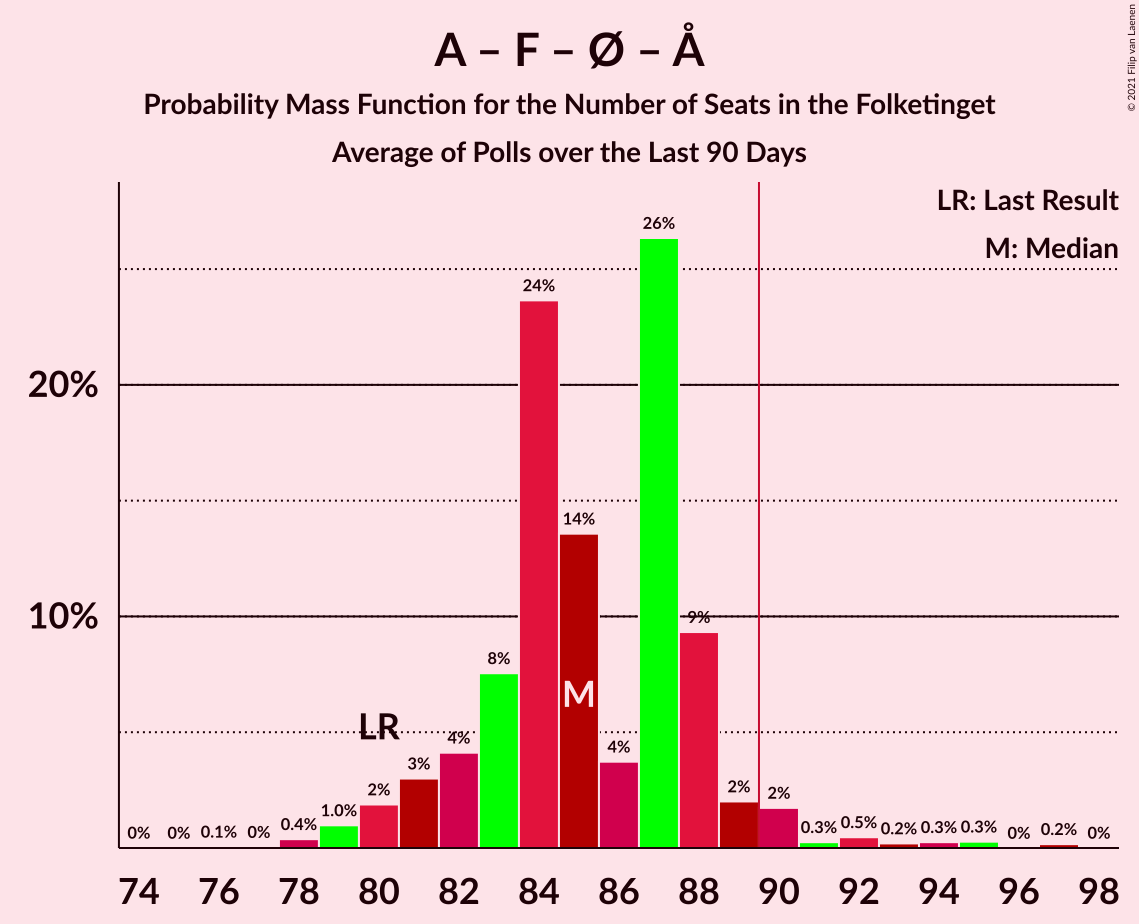 A – F – Ø – Å
Probability Mass Function for the Number of Seats in the Folketinget
Average of Polls over the Last 90 Days
© 2021 Filip van Laenen
LR: Last Result
M: Median
26%
24%
20%
14%
10%
9%
8%
M
LR
4%
4%
3%
2%
2%
2%
1.0%
0% 0% 0.1% 0% 0.4% 0.3% 0.5% 0.2% 0.3% 0.3% 0% 0.2% 0%
74 76 78 80 82 84 86 88 90 92 94 96 98